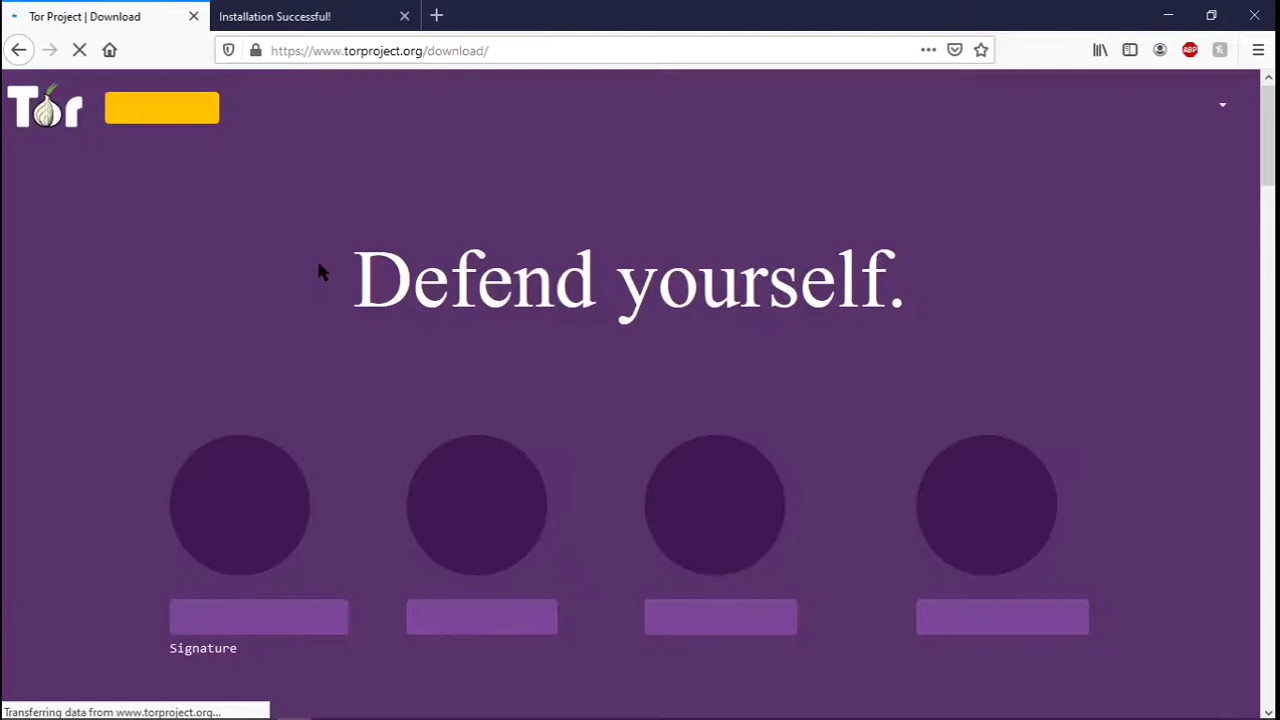 Tor Project | Download
Installation Successful!
https://www.torproject.org/download/
ABP
Tor
Defend yourself.
Signature
Transferring data from www.torproject.org...